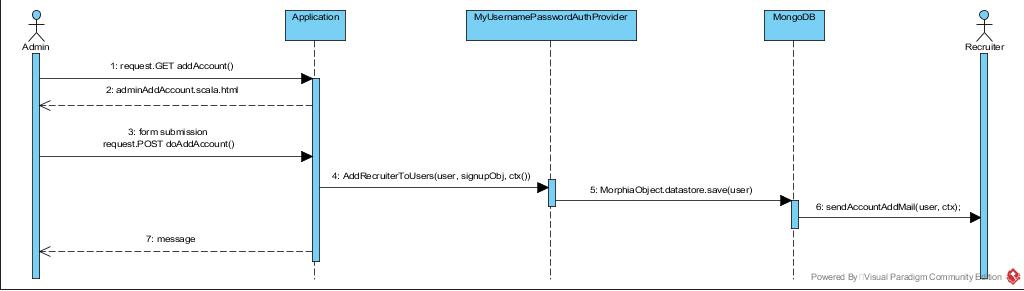 Application
MyUsernamePasswordAuthProvider
MongoDB
Admin
Recruiter
1: request.GET addAccount()
2: adminAddAccount.scala.html
3: form submission
request.POST doAddAccount()
4: AddRecruiterToUsers(user, signupObj, ctx())
5: MorphiaObject.datastore.save(user)
6: sendAccountAddMail(user, ctx);
7: message
Powered By Visual Paradigm Community Edition